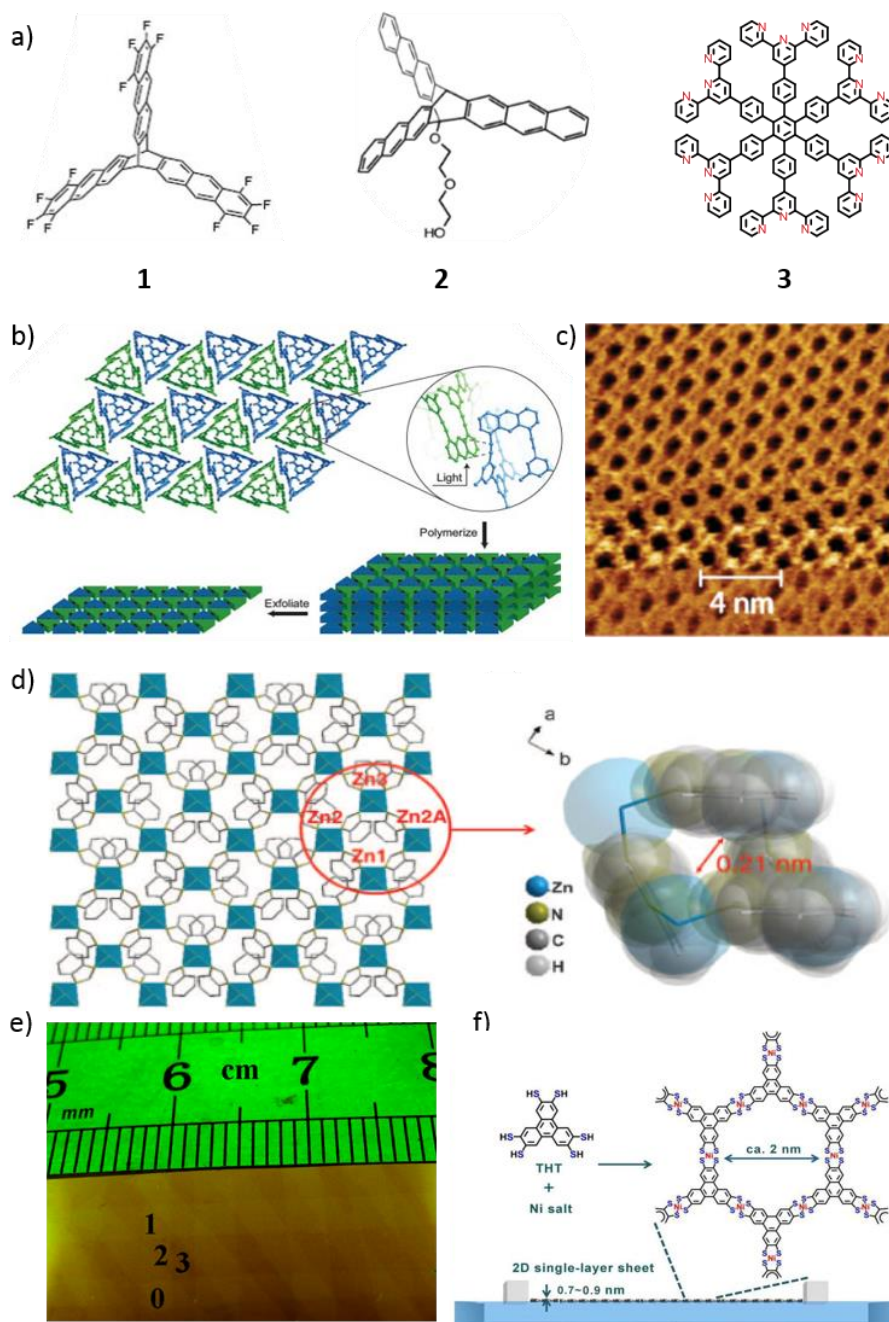 a)
F
F
F
F
F
F
F
F
F
F
F
F
1
O
O
HO
2
N N N N
N N
N N N N
N N
N N
N N
N N
3
b)
Light
Polymerize
Exfoliate
c)
4 nm
d)
Zn3
Zn2 Zn2A
Zn1
a
b
0.21 nm
Zn
N
C
H
e)
5 6 cm 7 8
mm
1
2 3
0
f)
HS SH
HS SH
HS SH
THT
+
Ni salt
ca. 2 nm
2D single-layer sheet
0.7~0.9 nm